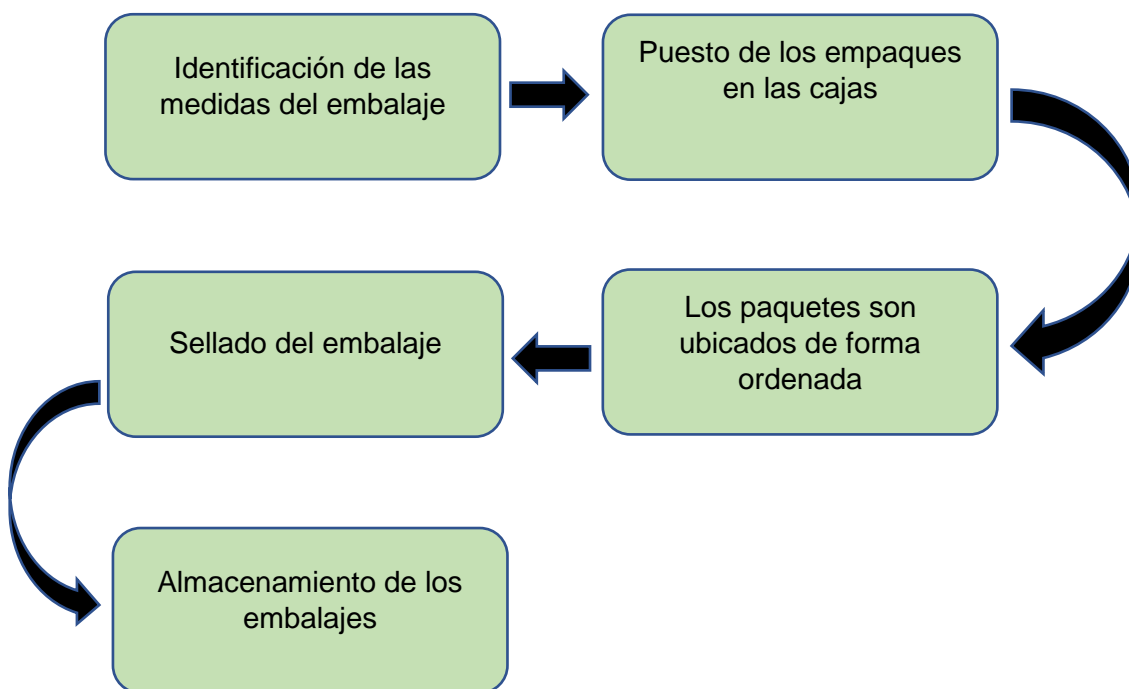 Identificación de las
medidas del embalaje
Puesto de los empaques
en las cajas
Los paquetes son
ubicados de forma
ordenada
Sellado del embalaje
Almacenamiento de los
embalajes